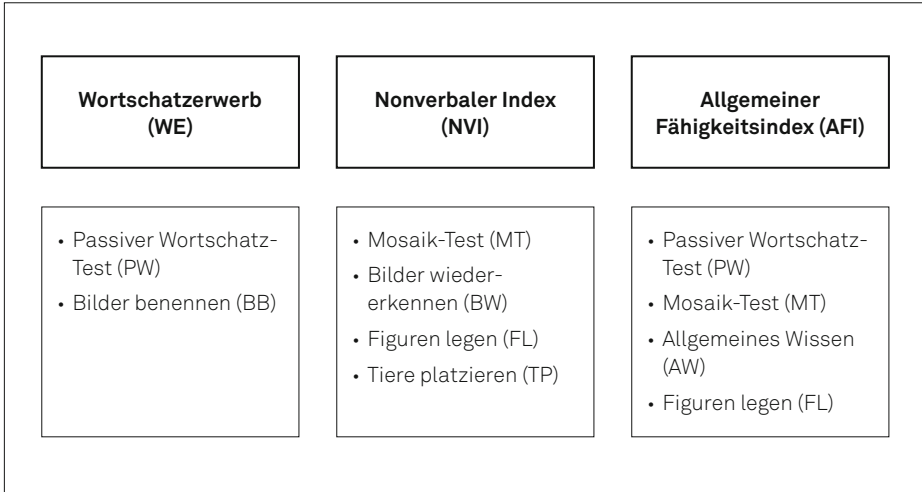 Wortschatzerwerb
(WE)
Passiver Wortschatz-
Test (PW)
Bilder benennen (BB)
Nonverbaler Index
(NVI)
Mosaik-Test (MT)
Bilder wieder-
erkennen (BW)
Figuren legen (FL)
Tiere platzieren (TP)
Allgemeiner
Fähigkeitsindex (AFI)
Passiver Wortschatz-
Test (PW)
Mosaik-Test (MT)
Allgemeines Wissen
(AW)
Figuren legen (FL)